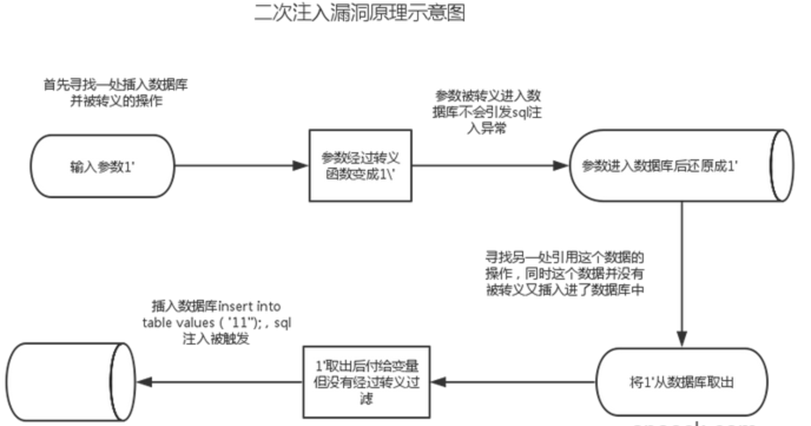 二次注入漏洞原理示意图
首先寻找一处插入数据库
并被转义的操作
参数被转义进入数
据库不会引发sql注
入异常
输入参数1'
参数经过转义
函数变成1\'
参数进入数据库后还原成1'
寻找另一处引用这个数据的
操作，同时这个数据并没有
被转义又插入进了数据库中
插入数据库insert into
table values（'11''）;，sql
注入被触发
1'取出后付给变量
但没有经过转义过
滤
将1'从数据库取出